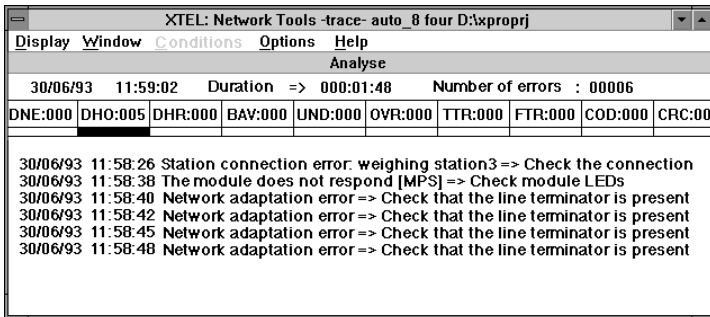 XTEL: Network Tools -trace- auto_8 four D:\xproprj
Display Window Conditions Options Help
Analyse
30/06/93 11:59:02 Duration => 000:01:48 Number of errors : 00006
DNE:000 DHO:005 DHR:000 BAV:000 UND:000 OVR:000 TTR:000 FTR:000 COD:000 CRC:00
30/06/93 11:58:26 Station connection error: weighing station3 => Check the connection
30/06/93 11:58:38 The module does not respond [MPS] => Check module LEDs
30/06/93 11:58:40 Network adaptation error => Check that the line terminator is present
30/06/93 11:58:42 Network adaptation error => Check that the line terminator is present
30/06/93 11:58:45 Network adaptation error => Check that the line terminator is present
30/06/93 11:58:48 Network adaptation error => Check that the line terminator is present